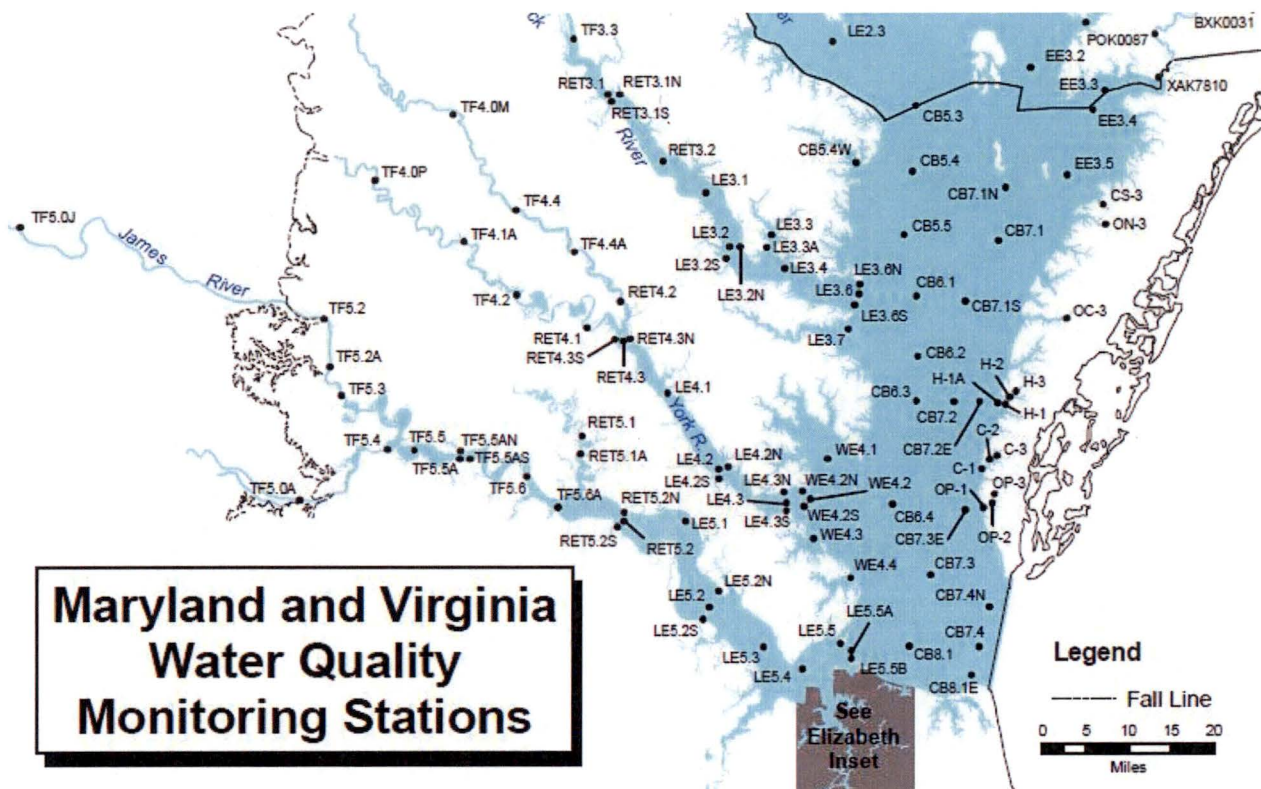 ck
ar
BXK0031
TF3.3
LE2.3
POK0087
EE3.2
RET3.1
RET3.1N
EE3.3
XAK7810
RET3.1S
TF4.0M
CB5.3
EE3.4
River
RET3.2
CB5.4W
CB5.4
EE3.5
TF4.0P
LE3.1
CB7.1N
CS-3
TF5.0J
TF4.4
LE3.3
ON-3
James
TF4.1A
TF4.4A
LE3.2
LE3.3A
CB5.5
CB7.1
LE3.2S
LE3.4
LE3.6N
River
LE3.2N
LE3.6
CB6.1
TF4.2
RET4.2
CB7.1S
OC-3
TF5.2
LE3.6S
RET4.1
RET4.3N
LE3.7
RET4.3S
TF5.2A
RET4.3
CB6.2
H-2
H-1A
H-3
TF5.3
LE4.1
CB6.3
CB7.2
H-1
York R.
RET5.1
C-2
TF5.4
TF5.5
TF5.5AN
CB7.2E
C-3
RET5.1A
LE4.2
LE4.2N
WE4.1
TF5.5A
TF5.5AS
C-1
LE4.2S
LE4.3N
WE4.2N
WE4.2
TF5.6
OP-1
OP-3
TF5.0A
TF5.6A
RET5.2N
LE4.3
WE4.2S
CB6.4
LE5.1
LE4.3S
CB7.3E
OP-2
RET5.2S
RET5.2
WE4.3
CB7.3
WE4.4
LE5.2N
CB7.4N
LE5.2
LE5.5A
LE5.2S
LE5.5
CB7.4
CB8.1
LE5.3
LE5.5B
LE5.4
CB8.1E
Maryland and Virginia
Water Quality
Monitoring Stations
See
Elizabeth
Inset
Legend
Fall Line
0 5 10 15 20
Miles